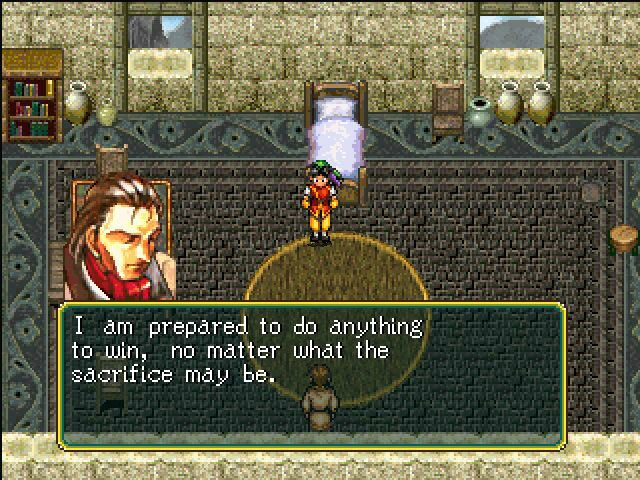 I am prepared to do anything
to win, no matter what the
sacrifice may be.